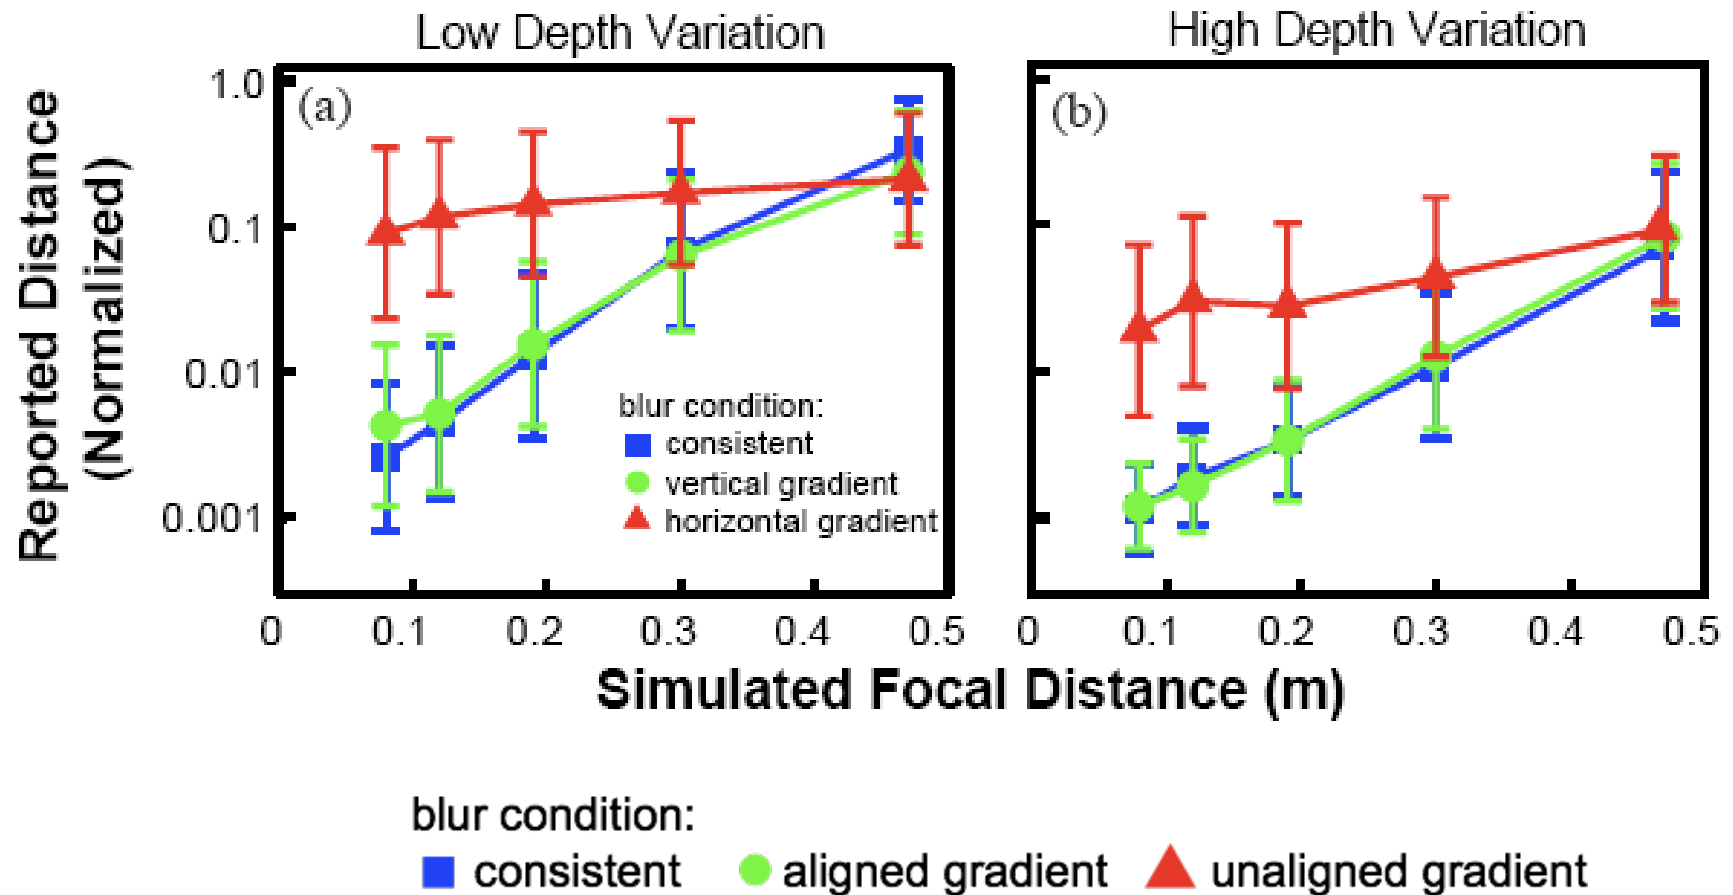 Low Depth Variation
High Depth Variation
Reported Distance
(Normalized)
1.0
0.1
0.01
0.001
(a)
(b)
blur condition:
consistent
vertical gradient
horizontal gradient
0 0.1 0.2 0.3 0.4 0.5
0 0.1 0.2 0.3 0.4 0.5
Simulated Focal Distance (m)
blur condition:
consistent aligned gradient unaligned gradient